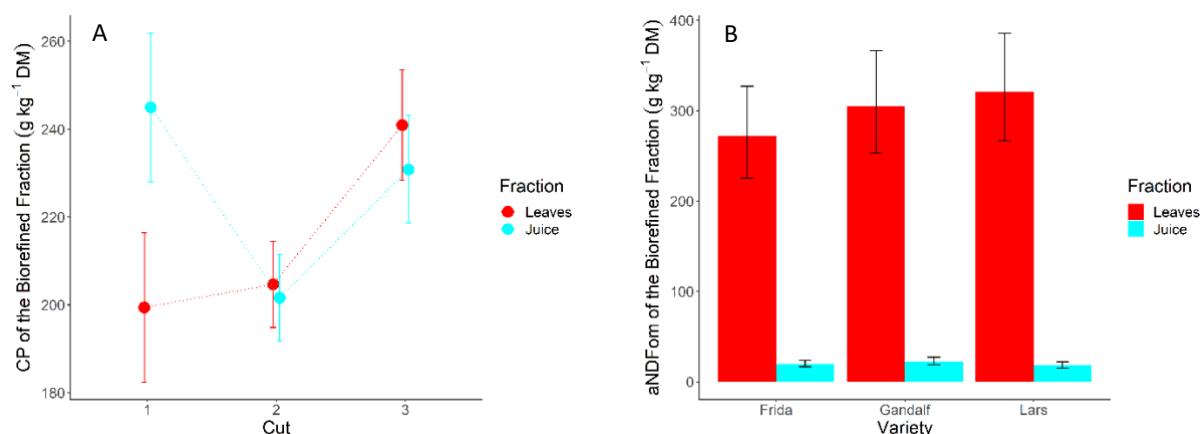 A
CP of the Biorefined Fraction (g kg⁻¹ DM)
260
240
220
200
180
1
2
3
Cut
Fraction
Leaves
Juice
B
aNDFom of the Biorefined Fraction (g kg⁻¹ DM)
400
300
200
100
0
Frida
Gandalf
Lars
Variety
Fraction
Leaves
Juice